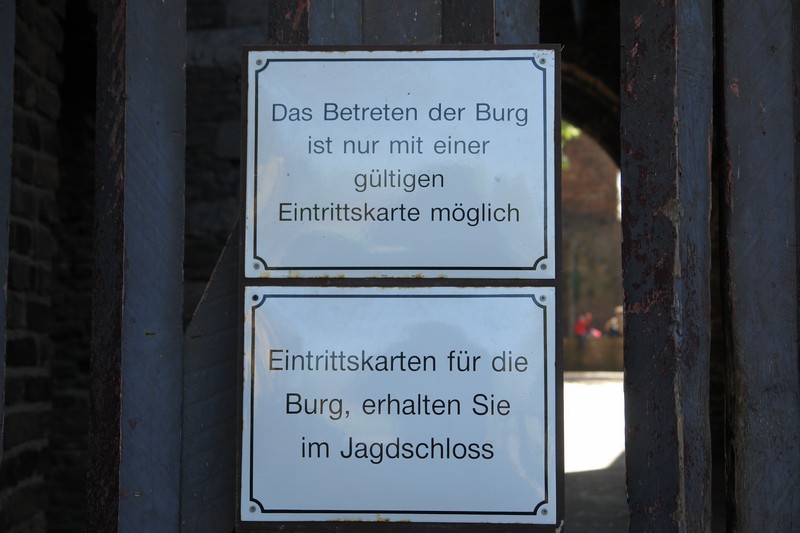 Das Betreten der Burg
ist nur mit einer
gültigen
Eintrittskarte möglich
Eintrittskarten für die
Burg, erhalten Sie
im Jagdschloss